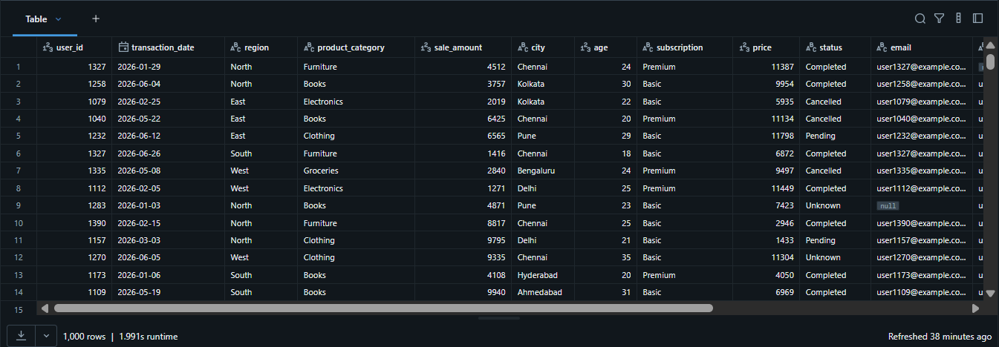 Table +
123 user_id transcription_date ABC region ABC product_category 123 sale_amount ABC city 123 age ABC subscription 123 price ABC status ABC email
1 1327 2026-01-29 North Furniture 4512 Chennai 24 Premium 11387 Completed user1327@example.co...
2 1258 2026-06-04 North Books 3757 Kolkata 30 Basic 9954 Completed user1258@example.co... u
3 1079 2026-02-25 East Electronics 2019 Kolkata 22 Basic 5935 Cancelled user1079@example.co... u
4 1040 2026-05-22 East Books 6425 Chennai 20 Premium 11134 Cancelled user1040@example.co... u
5 1232 2026-06-12 East Clothing 6565 Pune 29 Basic 11798 Pending user1232@example.co... u
6 1327 2026-06-26 South Furniture 1416 Chennai 18 Basic 6872 Completed user1327@example.co... u
7 1335 2026-05-08 West Groceries 2840 Bengaluru 24 Premium 9497 Cancelled user1335@example.co... u
8 1112 2026-02-05 West Electronics 1271 Delhi 25 Premium 11449 Completed user1112@example.co... u
9 1283 2026-01-03 North Books 4871 Pune 23 Basic 7423 Unknown null u
10 1390 2026-02-15 North Furniture 8817 Chennai 25 Basic 2946 Completed user1390@example.co... u
11 1157 2026-03-03 North Clothing 9795 Delhi 21 Basic 1433 Pending user1157@example.co... u
12 1270 2026-06-05 West Clothing 9335 Chennai 35 Basic 11304 Unknown user1270@example.co... u
13 1173 2026-01-06 South Books 4108 Hyderabad 20 Premium 4050 Completed user1173@example.co... u
14 1109 2026-05-19 South Books 9940 Ahmedabad 31 Basic 6969 Completed user1109@example.co... u
15
1,000 rows | 1.991s runtime Refreshed 38 minutes ago